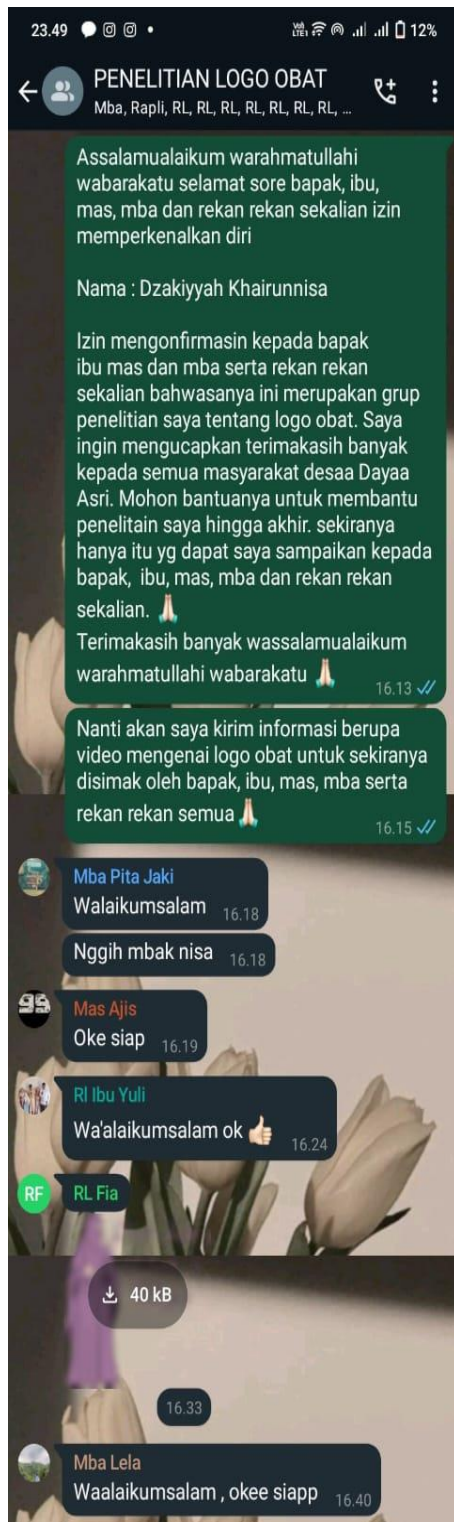 23.49
12%
PENELITIAN LOGO OBAT
Mba, Rapli, RL, RL, RL, RL, RL, RL, RL, ...
Assalamualaikum warahmatullahi
wabarakatu selamat sore bapak, ibu,
mas, mba dan rekan rekan sekalian izin
memperkenalkan diri
Nama : Dzakiyyah Khairunnisa
Izin mengonfirmasin kepada bapak
ibu mas dan mba serta rekan rekan
sekalian bahwasanya ini merupakan grup
penelitian saya tentang logo obat. Saya
ingin mengucapkan terimakasih banyak
kepada semua masyarakat desaa Dayaa
Asri. Mohon bantuanya untuk membantu
penelitain saya hingga akhir. sekiranya
hanya itu yg dapat saya sampaikan kepada
bapak, ibu, mas, mba dan rekan rekan
sekalian. 🙏🏻
Terimakasih banyak wassalamualaikum
warahmatullahi wabarakatu 🙏🏻
16.13
Nanti akan saya kirim informasi berupa
video mengenai logo obat untuk sekiranya
disimak oleh bapak, ibu, mas, mba serta
rekan rekan semua 🙏🏻
16.15
Mba Pita Jaki
Walaikumsalam 16.18
Nggih mbak nisa 16.18
Mas Ajis
Oke siap 16.19
Rl Ibu Yuli
Wa'alaikumsalam ok 👍🏻 16.24
RF
RL Fia
40 kB
16.33
Mba Lela
Waalaikumsalam , okee siapp 16.40